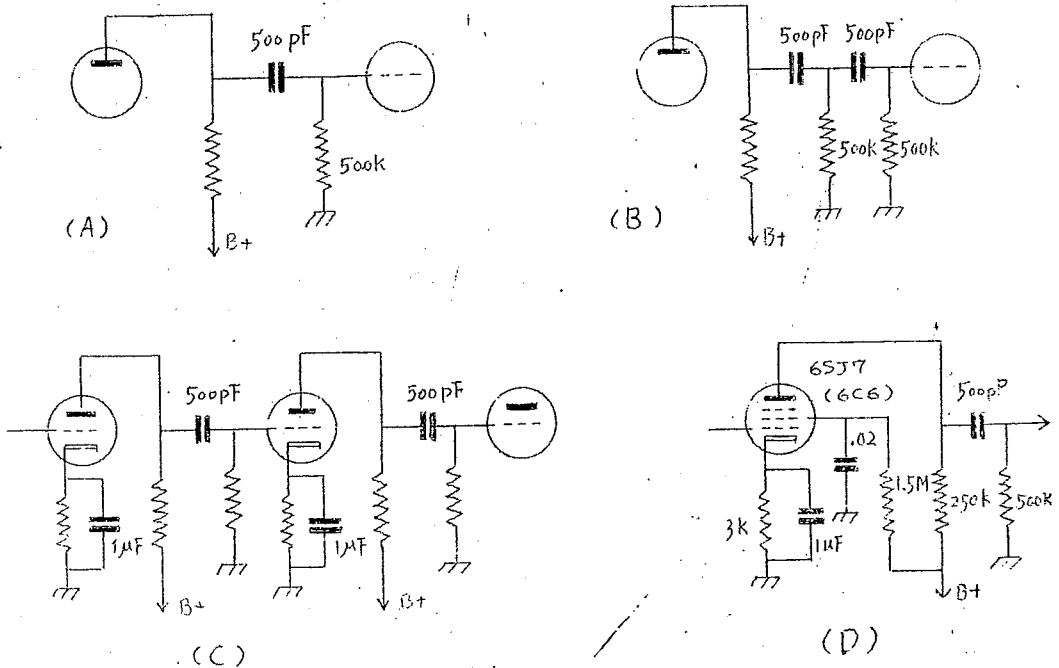 500pF
500k
B+
(A)
500pF 500pF
500k 500k
B+
(B)
500pF
1µF
B+
500pF
1µF
B+
(C)
6SJ7
(6C6)
.02
1.5M
250k
500P
500k
3k
1µF
B+
(D)